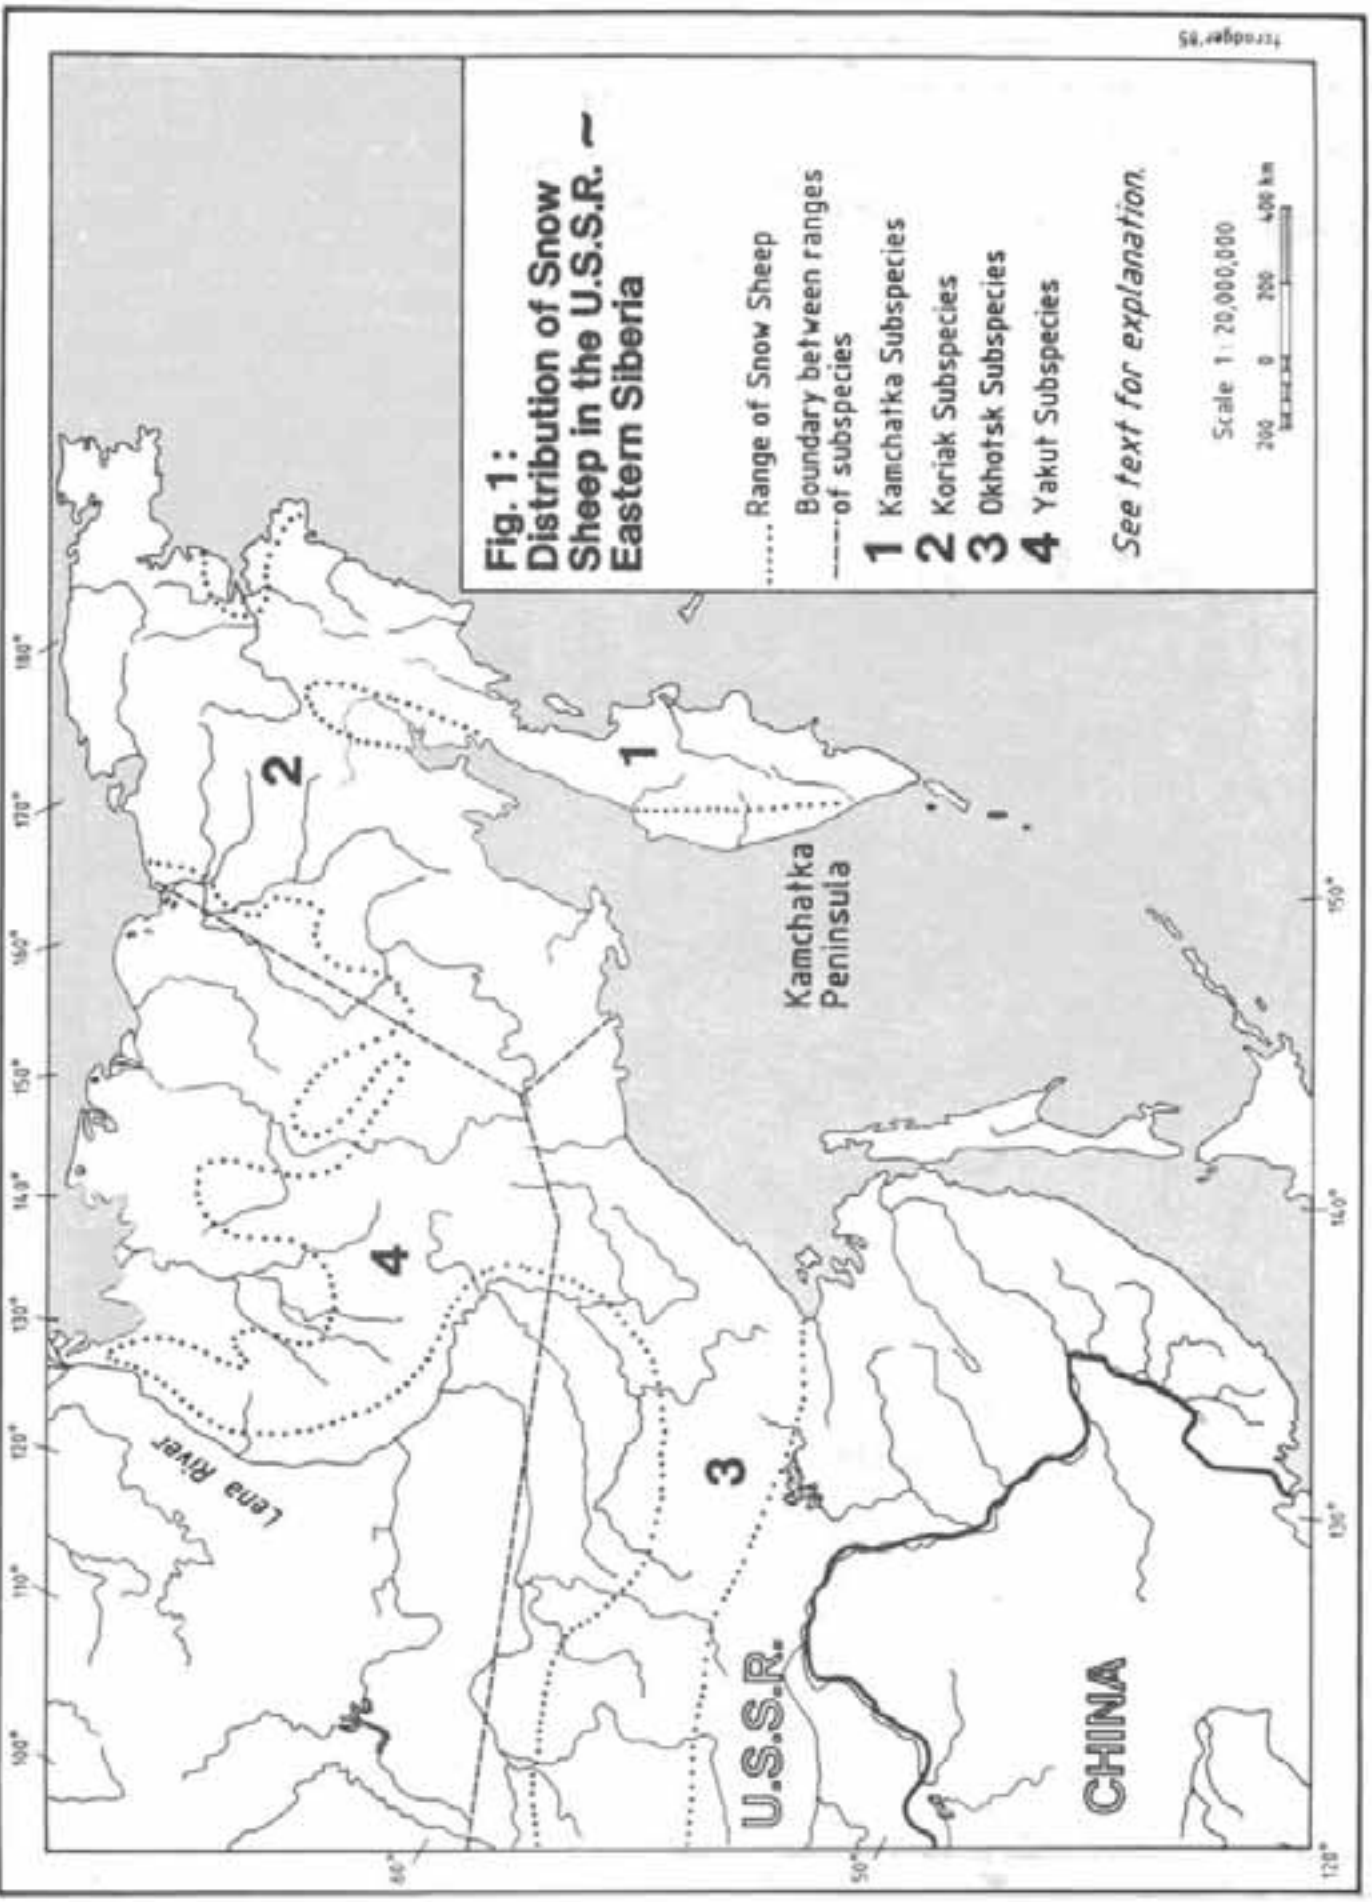 Fig. 1 :
Distribution of Snow
Sheep in the U.S.S.R. ~
Eastern Siberia
...... Range of Snow Sheep
Boundary between ranges
----- of subspecies
1 Kamchatka Subspecies
2 Koriak Subspecies
3 Okhotsk Subspecies
4 Yakut Subspecies
See text for explanation.
Scale 1 : 20,000,000
200 0 200 400 km
100° 110° 120° 130° 140° 150° 160° 170° 180°
Lena River
4
2
3
1
Kamchatka
Peninsula
U.S.S.R.
CHINA
60°
50°
120° 130° 140° 150°
tcrodger '85